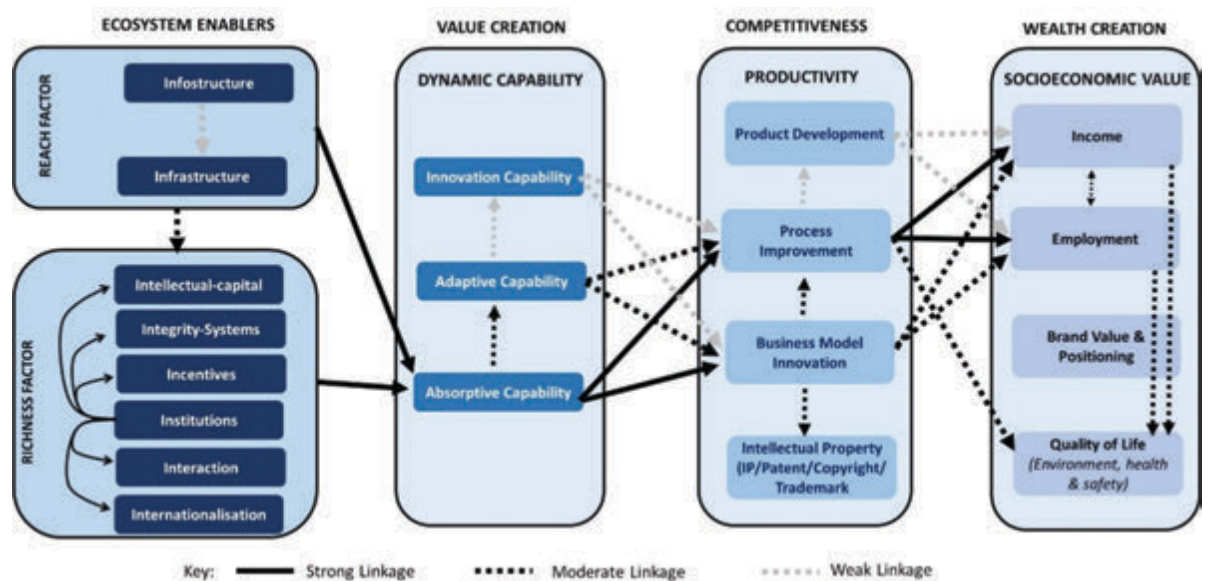 ECOSYSTEM ENABLERS
VALUE CREATION
COMPETITIVENESS
WEALTH CREATION
REACH FACTOR
Infostructure
Infrastructure
RICHNESS FACTOR
Intellectual-capital
Integrity-Systems
Incentives
Institutions
Interaction
Internationalisation
DYNAMIC CAPABILITY
Innovation Capability
Adaptive Capability
Absorptive Capability
PRODUCTIVITY
Product Development
Process
Improvement
Business Model
Innovation
Intellectual Property
(IP/Patent/Copyright/
Trademark
SOCIOECONOMIC VALUE
Income
Employment
Brand Value &
Positioning
Quality of Life
(Environment, health
& safety)
Key:
Strong Linkage
Moderate Linkage
Weak Linkage